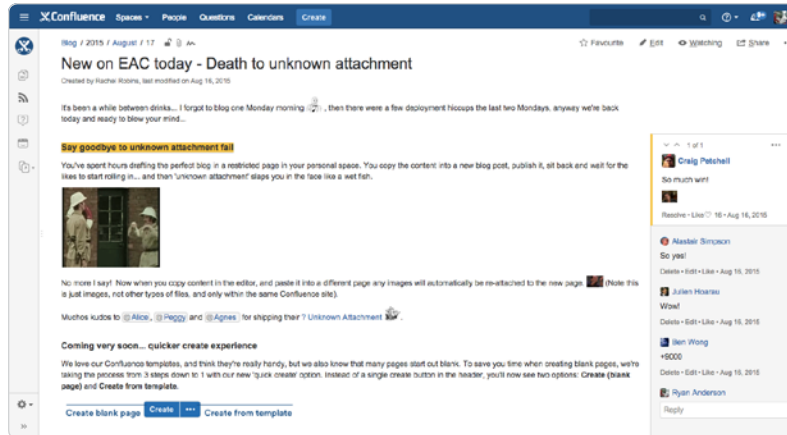 Confluence Spaces People Questions Calendars Create
Blog / 2015 / August / 17
Favourite Edit Watching Share
New on EAC today - Death to unknown attachment
Created by Rachel Robins, last modified on Aug 18, 2015
It's been a while between drinks... I forgot to blog one Monday morning , then there were a few deployment hiccups the last two Mondays, anyway we're back
today and ready to blow your mind...
Say goodbye to unknown attachment fail
You've spent hours drafting the perfect blog in a restricted page in your personal space. You copy the content into a new blog post, publish it, sit back and wait for the
likes to start rolling in... and then 'unknown attachment' slaps you in the face like a wet fish.
No more I say! Now when you copy content in the editor, and paste it into a different page any images will automatically be re-attached to the new page. (Note this
is just images, not other types of files, and only within the same Confluence site).
Muchos kudos to @Alice, @Peggy and @Agnes for shipping their ? Unknown Attachment .
Coming very soon... quicker create experience
We love our Confluence templates, and think they're really handy, but we also know that many pages start out blank. To save you time when creating blank pages, we're
taking the process from 3 steps down to 1 with our new 'quick create' option. Instead of a single create button in the header, you'll now see two options: Create (blank
page) and Create from template.
Create blank page Create ••• Create from template
1 of 1
Craig Petchell
So much win!
Resolve • Like 16 • Aug 18, 2015
Alastair Simpson
So yes!
Delete • Edit • Like • Aug 19, 2015
Julien Hoarau
Wow!
Delete • Edit • Like • Aug 19, 2015
Ben Wong
+9000
Delete • Edit • Like • Aug 19, 2015
Ryan Anderson
Reply